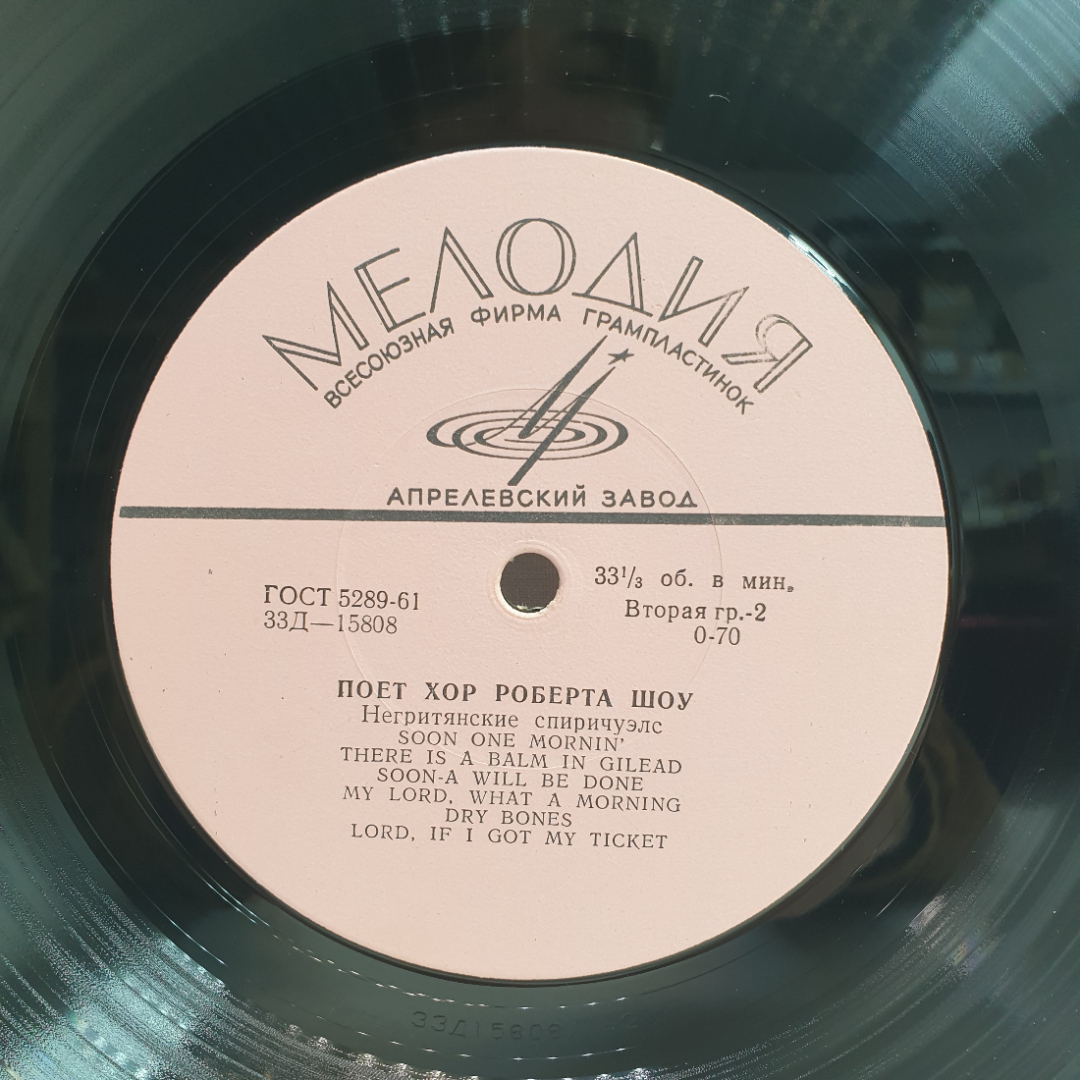 МЕЛОДИЯ
ВСЕСОЮЗНАЯ ФИРМА ГРАМПЛАСТИНОК
АПРЕЛЕВСКИЙ ЗАВОД
ГОСТ 5289-61
33Д—15808
33⅓ об. в мин.
Вторая гр.-2
0-70
ПОЕТ ХОР РОБЕРТА ШОУ
Негритянские спиричуэлс
SOON ONE MORNIN'
THERE IS A BALM IN GILEAD
SOON-A WILL BE DONE
MY LORD, WHAT A MORNING
DRY BONES
LORD, IF I GOT MY TICKET
33Д15808